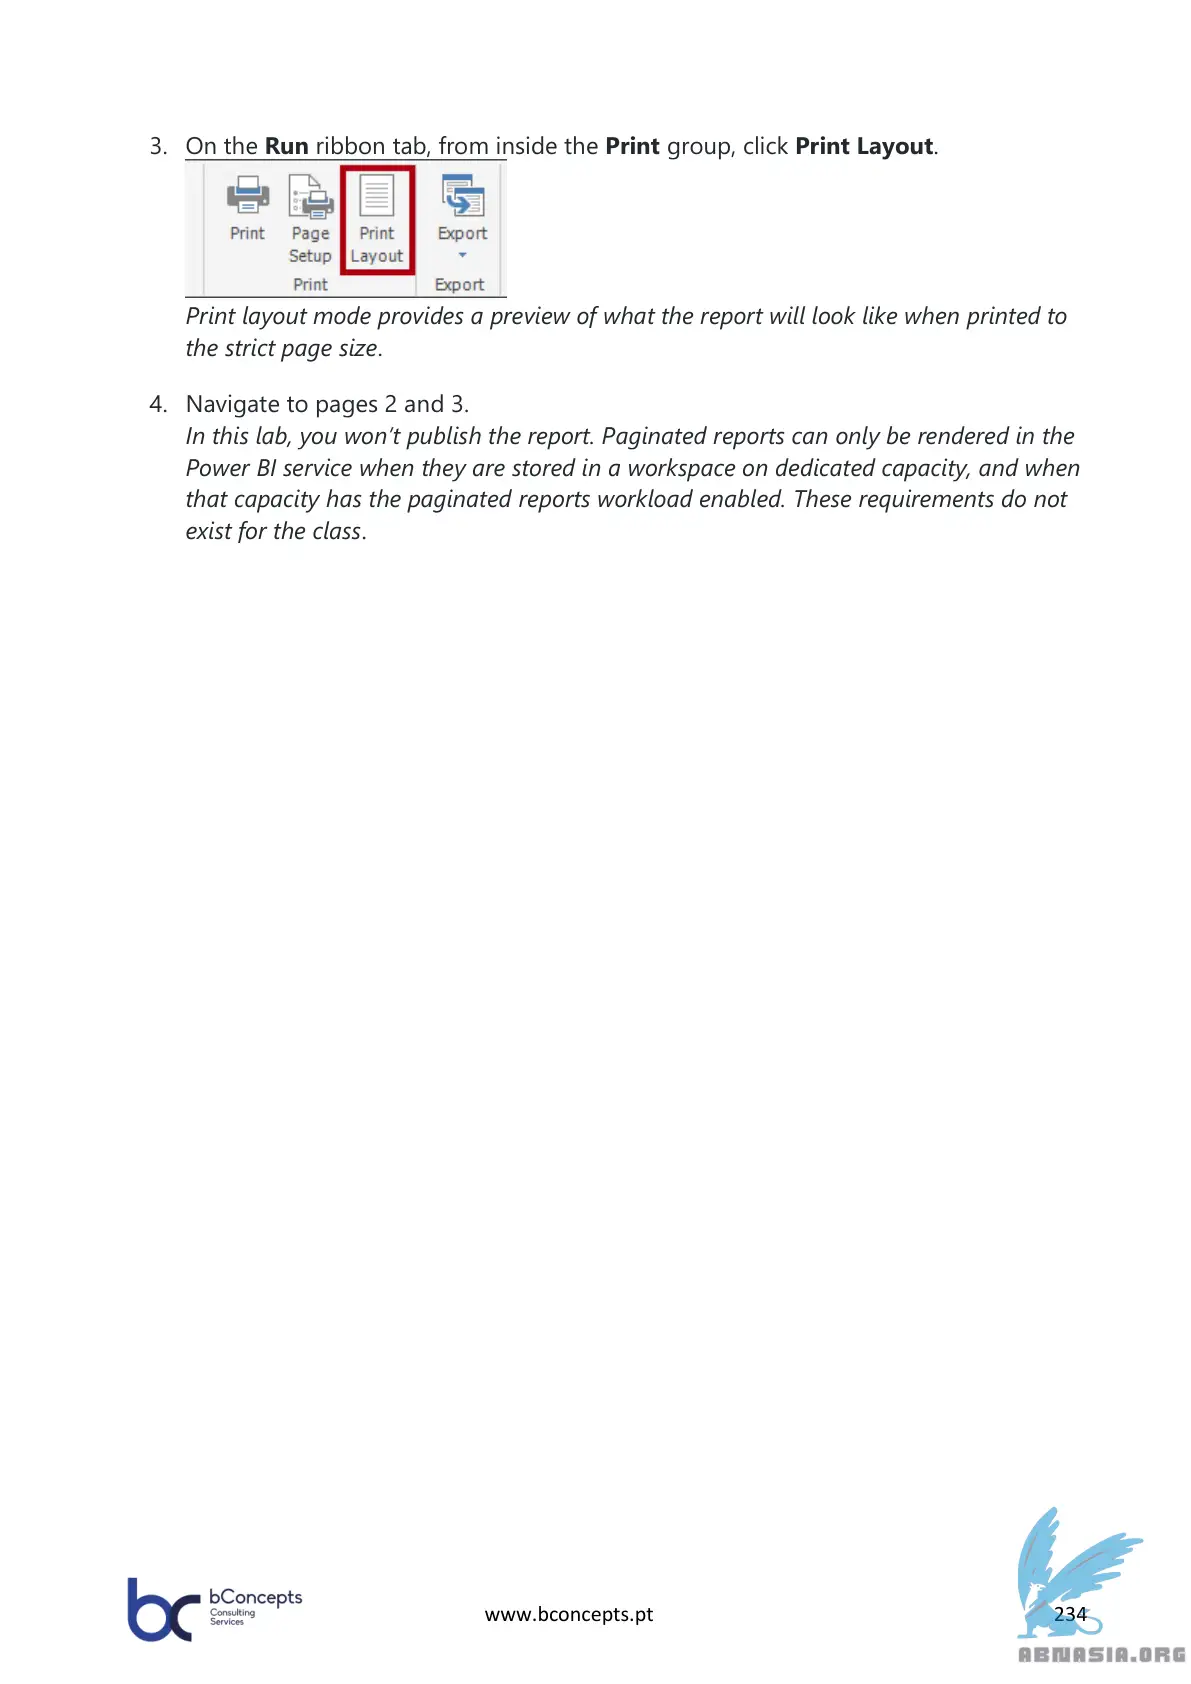 3. On the Run ribbon tab, from inside the Print group, click Print Layout.
Print Page Print Export
Setup Layout
Print Export
Print layout mode provides a preview of what the report will look like when printed to
the strict page size.
4. Navigate to pages 2 and 3.
In this lab, you won’t publish the report. Paginated reports can only be rendered in the
Power BI service when they are stored in a workspace on dedicated capacity, and when
that capacity has the paginated reports workload enabled. These requirements do not
exist for the class.
bc bConcepts
Consulting
Services
www.bconcepts.pt
234
ABNASIA.ORG